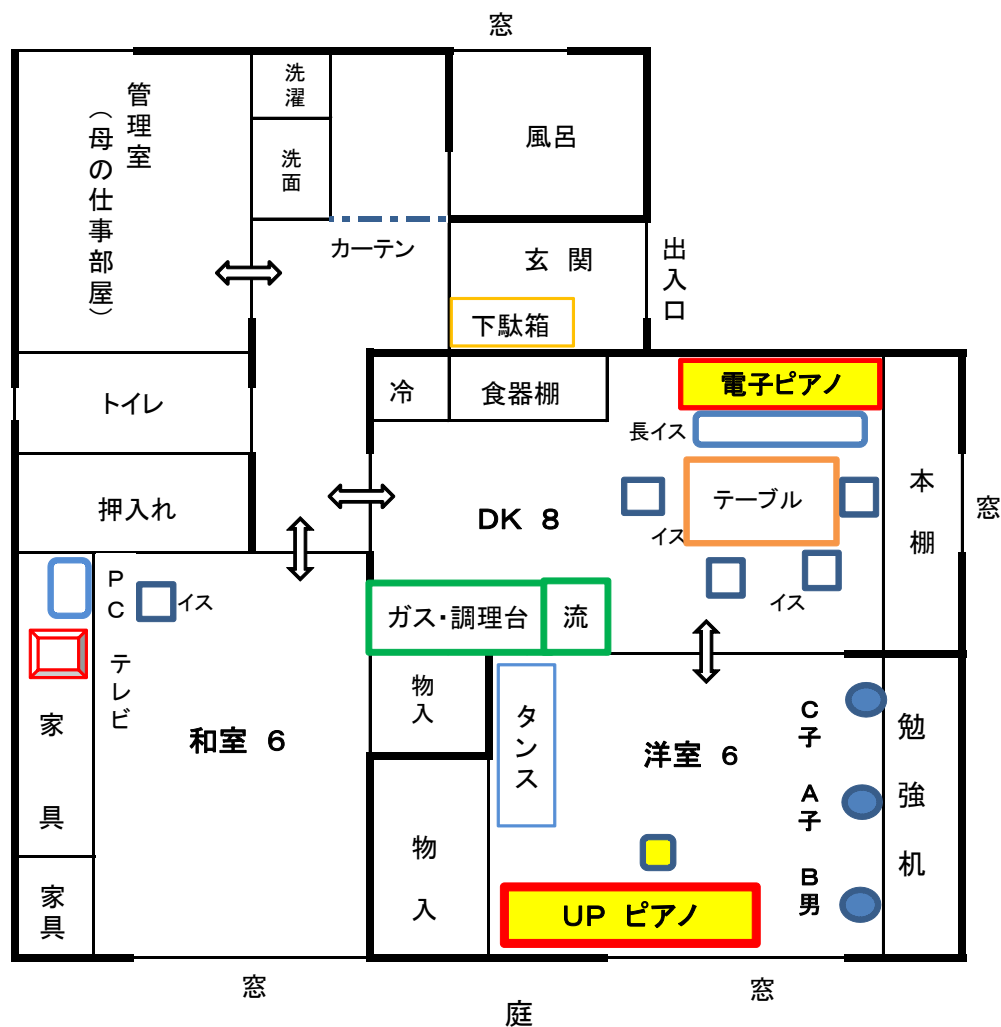 窓
管理室
（母の仕事部屋）
洗濯
洗面
風呂
カーテン
玄 関
出入口
下駄箱
トイレ
冷
食器棚
電子ピアノ
長イス
テーブル
イス
イス
本棚
窓
DK 8
押入れ
PC
イス
テレビ
ガス・調理台
流
家具
家具
和室 6
物入
物入
タンス
洋室 6
C子
A子
B男
勉強机
UP ピアノ
窓
窓
庭